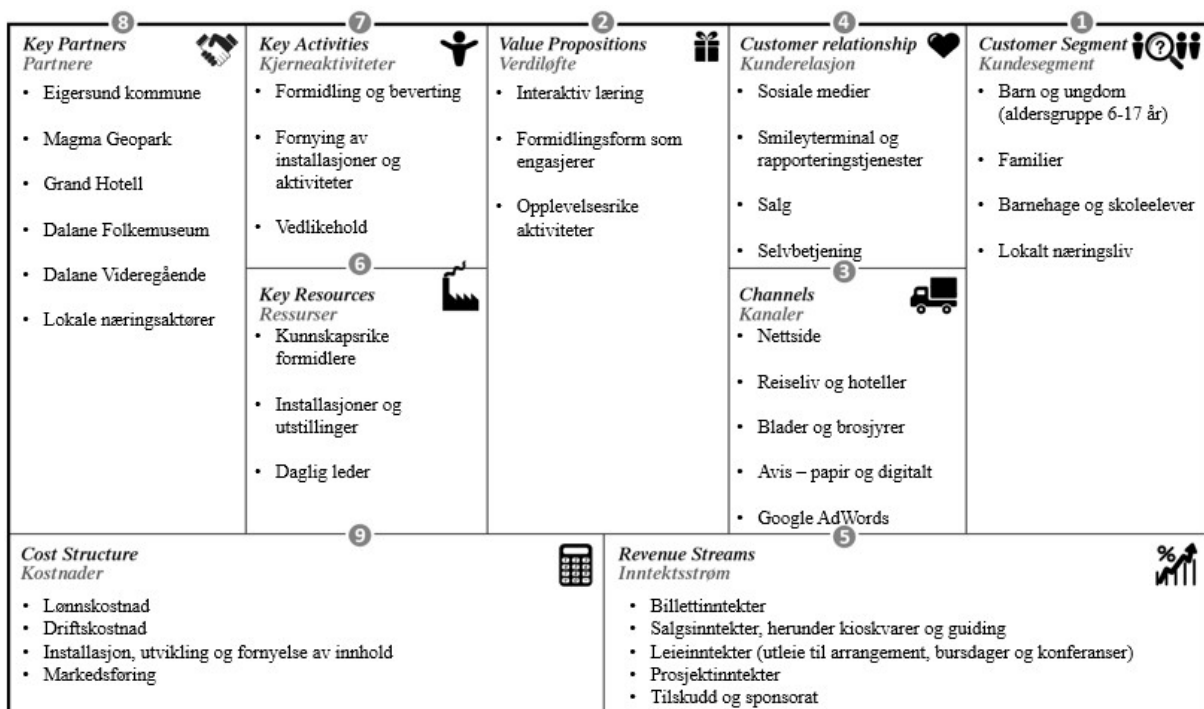 8
Key Partners
Partnere
• Eigersund kommune
• Magma Geopark
• Grand Hotell
• Dalane Folkemuseum
• Dalane Videregående
• Lokale næringsaktører
7
Key Activities
Kjerneaktiviteter
• Formidling og beverting
• Fornying av
installasjoner og
aktiviteter
• Vedlikehold
6
Key Resources
Ressurser
• Kunnskapsrike
formidlere
• Installasjoner og
utstillinger
• Daglig leder
2
Value Propositions
Verdiløfte
• Interaktiv læring
• Formidlingsform som
engasjerer
• Opplevelsesrike
aktiviteter
4
Customer relationship
Kunderelasjon
• Sosiale medier
• Smileyterminal og
rapporteringstjenester
• Salg
• Selvbetjening
3
Channels
Kanaler
• Nettside
• Reiseliv og hoteller
• Blader og brosjyrer
• Avis – papir og digitalt
• Google AdWords
1
Customer Segment
?
Kundesegment
• Barn og ungdom
(aldersgruppe 6-17 år)
• Familier
• Barnehage og skoleelever
• Lokalt næringsliv
9
Cost Structure
Kostnader
• Lønnskostnad
• Driftskostnad
• Installasjon, utvikling og fornyelse av innhold
• Markedsføring
5
Revenue Streams
%
Inntektsstrøm
• Billettinntekter
• Salgsinntekter, herunder kioskvarer og guiding
• Leieinntekter (utleie til arrangement, bursdager og konferanser)
• Prosjektinntekter
• Tilskudd og sponsorat